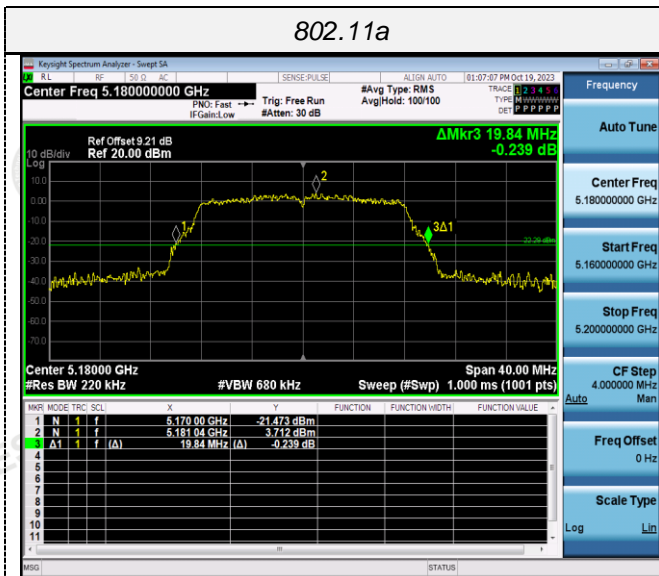 802.11a
Keysight Spectrum Analyzer - Swept SA
RL RF 50 Ω AC SENSE:PULSE ALIGN AUTO 01:07:07 PM Oct 19, 2023
Center Freq 5.180000000 GHz #Avg Type: RMS TRACE 1 2 3 4 5 6
PNO: Fast Trig: Free Run Avg|Hold: 100/100 TYPE M WWWWW
IFGain:Low #Atten: 30 dB DET P P P P P P
ΔMkr3 19.84 MHz
-0.239 dB
Ref Offset 9.21 dB
10 dB/div Ref 20.00 dBm
Log
10.0
0.00
-10.0
-20.0
-30.0
-40.0
-50.0
-60.0
-70.0
1
2
3Δ1
-22.29 dBm
Center 5.18000 GHz Span 40.00 MHz
#Res BW 220 kHz #VBW 680 kHz Sweep (#Swp) 1.000 ms (1001 pts)
MKR MODE TRC SCL X Y FUNCTION FUNCTION WIDTH FUNCTION VALUE
1 N 1 f 5.170 00 GHz -21.473 dBm
2 N 1 f 5.181 04 GHz 3.712 dBm
3 Δ1 1 f (Δ) 19.84 MHz (Δ) -0.239 dB
4
5
6
7
8
9
10
11
MSG STATUS
Frequency
Auto Tune
Center Freq
5.180000000 GHz
Start Freq
5.160000000 GHz
Stop Freq
5.200000000 GHz
CF Step
4.000000 MHz
Auto Man
Freq Offset
0 Hz
Scale Type
Log Lin